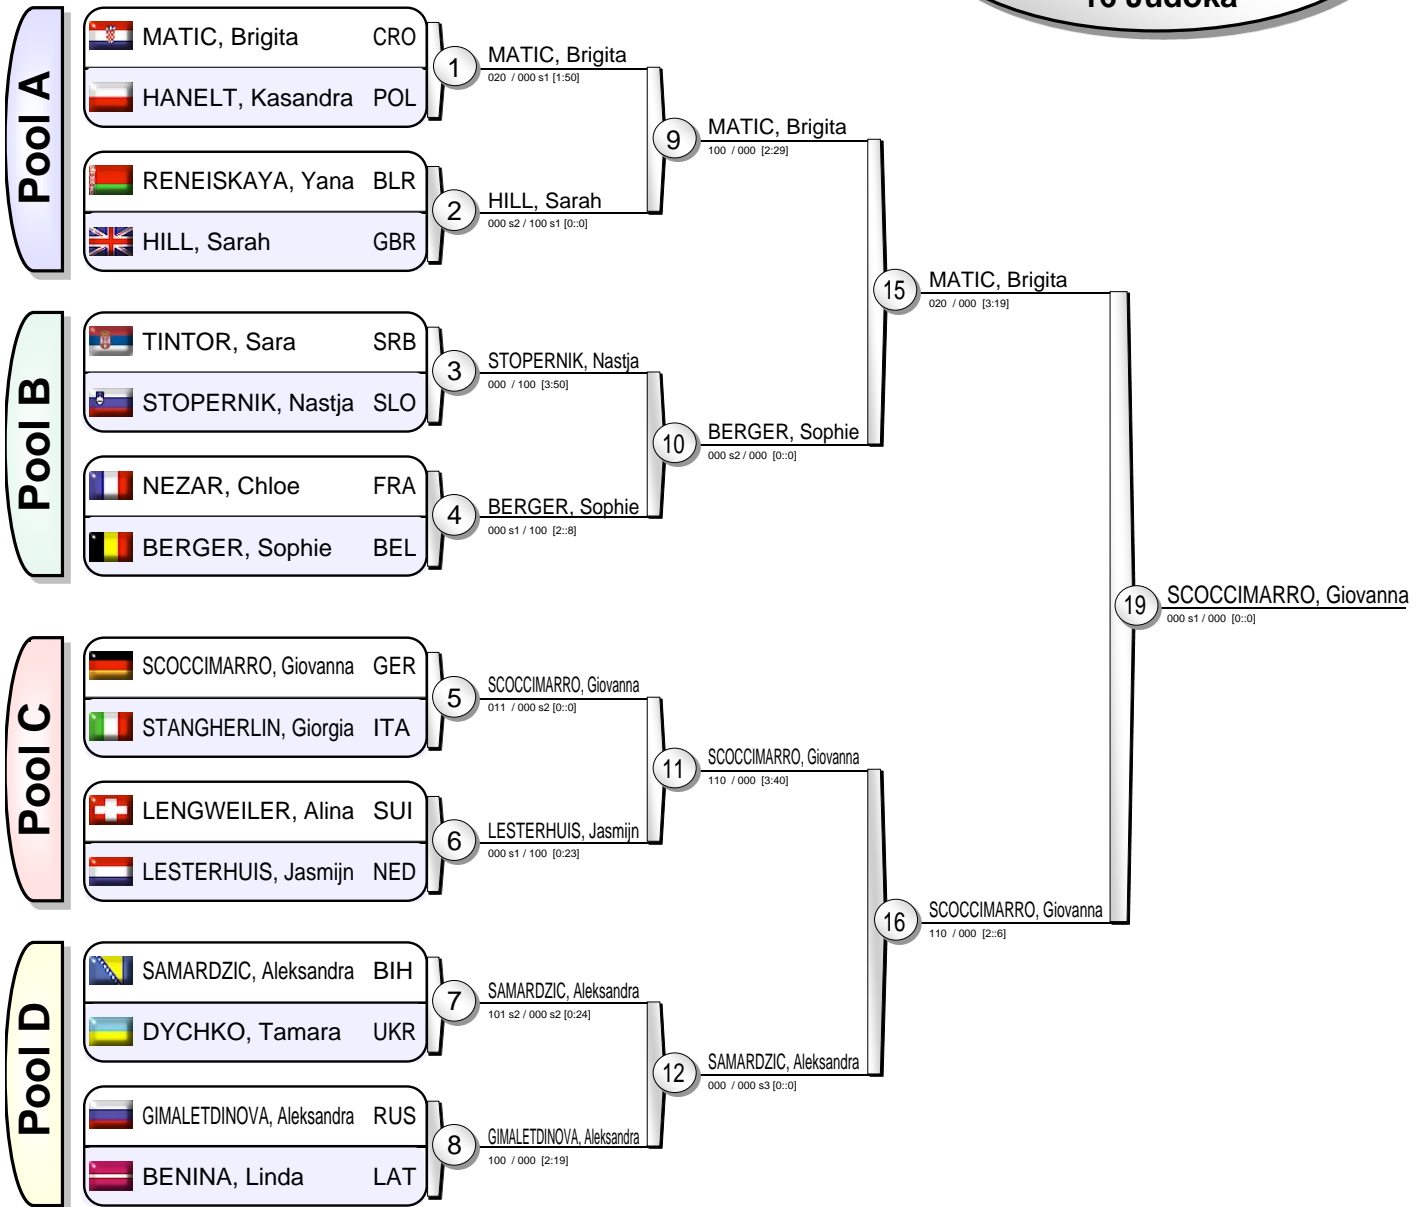 16 Judoka
Pool A
MATIC, Brigita CRO
HANELT, Kasandra POL
RENEISKAYA, Yana BLR
HILL, Sarah GBR
Pool B
TINTOR, Sara SRB
STOPERNIK, Nastja SLO
NEZAR, Chloe FRA
BERGER, Sophie BEL
Pool C
SCOCCIMARRO, Giovanna GER
STANGHERLIN, Giorgia ITA
LENGWEILER, Alina SUI
LESTERHUIS, Jasmijn NED
Pool D
SAMARDZIC, Aleksandra BIH
DYCHKO, Tamara UKR
GIMALETDINOVA, Aleksandra RUS
BENINA, Linda LAT
1
MATIC, Brigita
020 / 000 s1 [1:50]
2
HILL, Sarah
000 s2 / 100 s1 [0::0]
3
STOPERNIK, Nastja
000 / 100 [3:50]
4
BERGER, Sophie
000 s1 / 100 [2::8]
5
SCOCCIMARRO, Giovanna
011 / 000 s2 [0::0]
6
LESTERHUIS, Jasmijn
000 s1 / 100 [0:23]
7
SAMARDZIC, Aleksandra
101 s2 / 000 s2 [0:24]
8
GIMALETDINOVA, Aleksandra
100 / 000 [2:19]
9
MATIC, Brigita
100 / 000 [2:29]
10
BERGER, Sophie
000 s2 / 000 [0::0]
11
SCOCCIMARRO, Giovanna
110 / 000 [3:40]
12
SAMARDZIC, Aleksandra
000 / 000 s3 [0::0]
15
MATIC, Brigita
020 / 000 [3:19]
16
SCOCCIMARRO, Giovanna
110 / 000 [2::6]
19
SCOCCIMARRO, Giovanna
000 s1 / 000 [0::0]